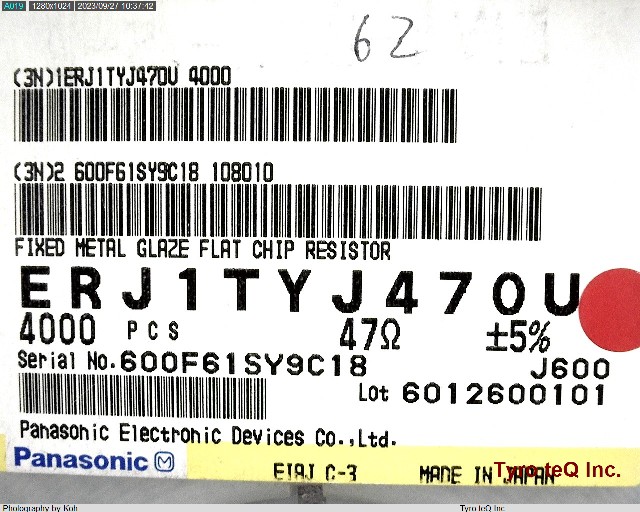 A019 1280x1024 2023/09/27 10:37:42
62
(3N)1ERJ1TYJ470U 4000
(3N)2 600F61SY9C18 108010
FIXED METAL GLAZE FLAT CHIP RESISTOR
ERJ1TYJ470U
4000 PCS 47Ω ±5%
Serial No.600F61SY9C18 J600
Lot 6012600101
Panasonic Electronic Devices Co.,Ltd.
Panasonic M
EIAJ C-3 MADE IN JAPAN
Tyro teQ Inc.
Photography by Koh Tyro teQ Inc